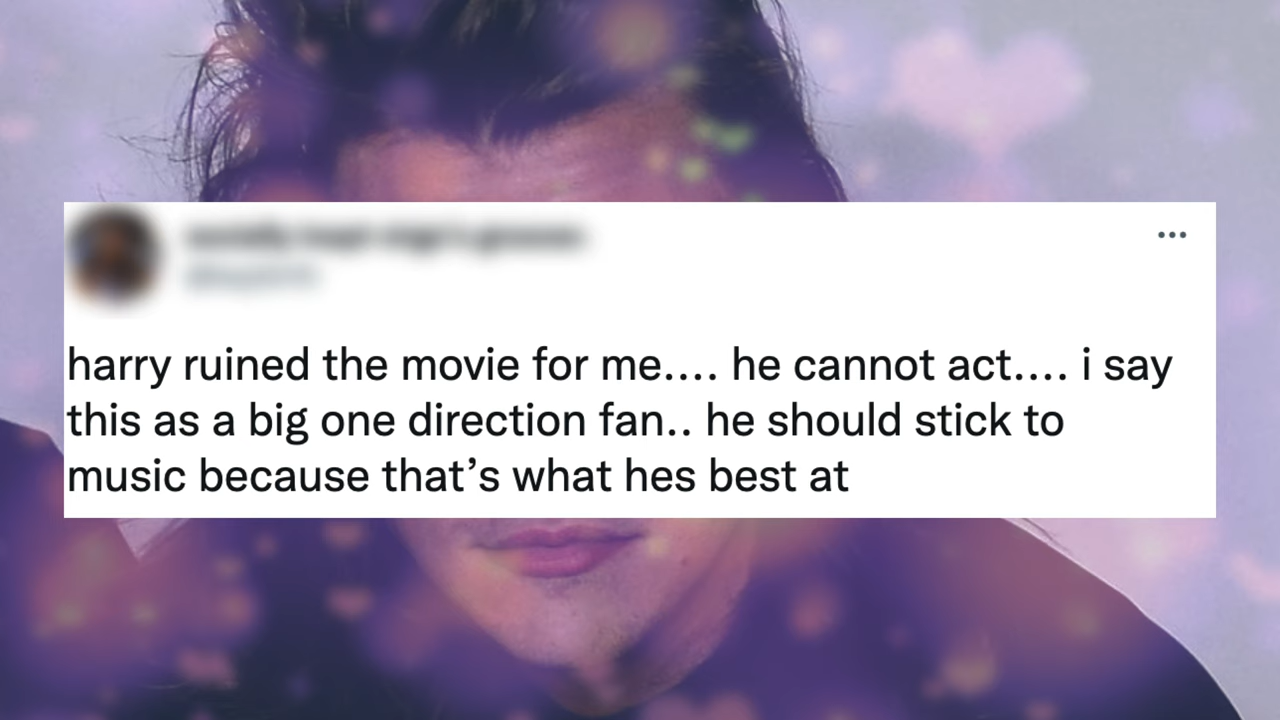 harry ruined the movie for me.... he cannot act.... i say
this as a big one direction fan.. he should stick to
music because that’s what hes best at